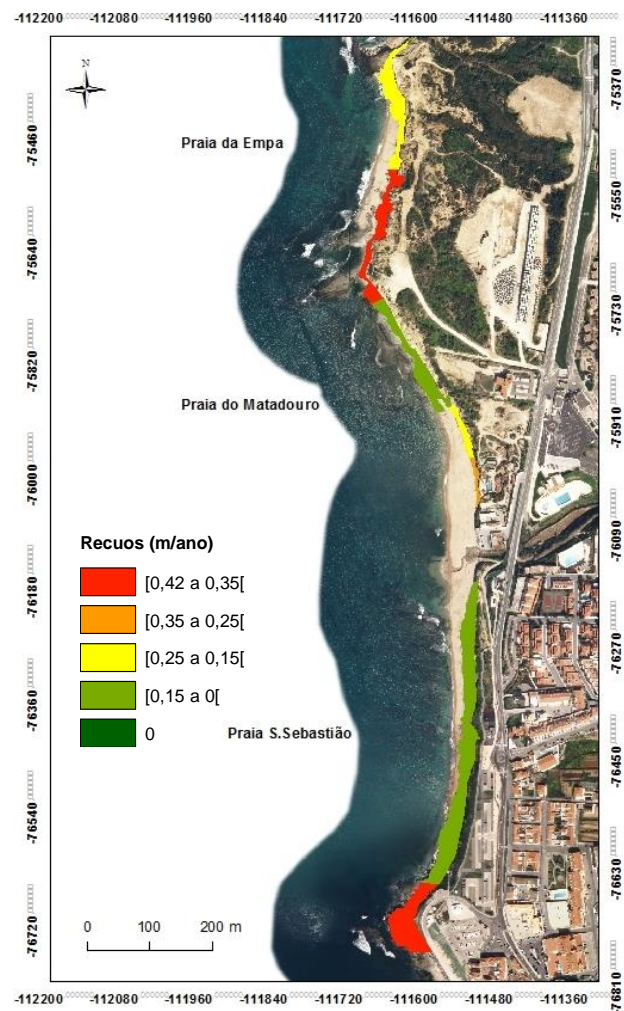 -112200 -112080 -111960 -111840 -111720 -111600 -111480 -111360
N
-75370
-75460
Praia da Empa
-75550
-75640
-75730
-75820
Praia do Matadouro
-75910
-76000
-76090
Recuos (m/ano)
[0,42 a 0,35[
-76180
[0,35 a 0,25[
[0,25 a 0,15[
-76270
[0,15 a 0[
-76360
0
Praia S.Sebastião
-76450
-76540
-76630
-76720
0 100 200 m
-76810
-112200 -112080 -111960 -111840 -111720 -111600 -111480 -111360